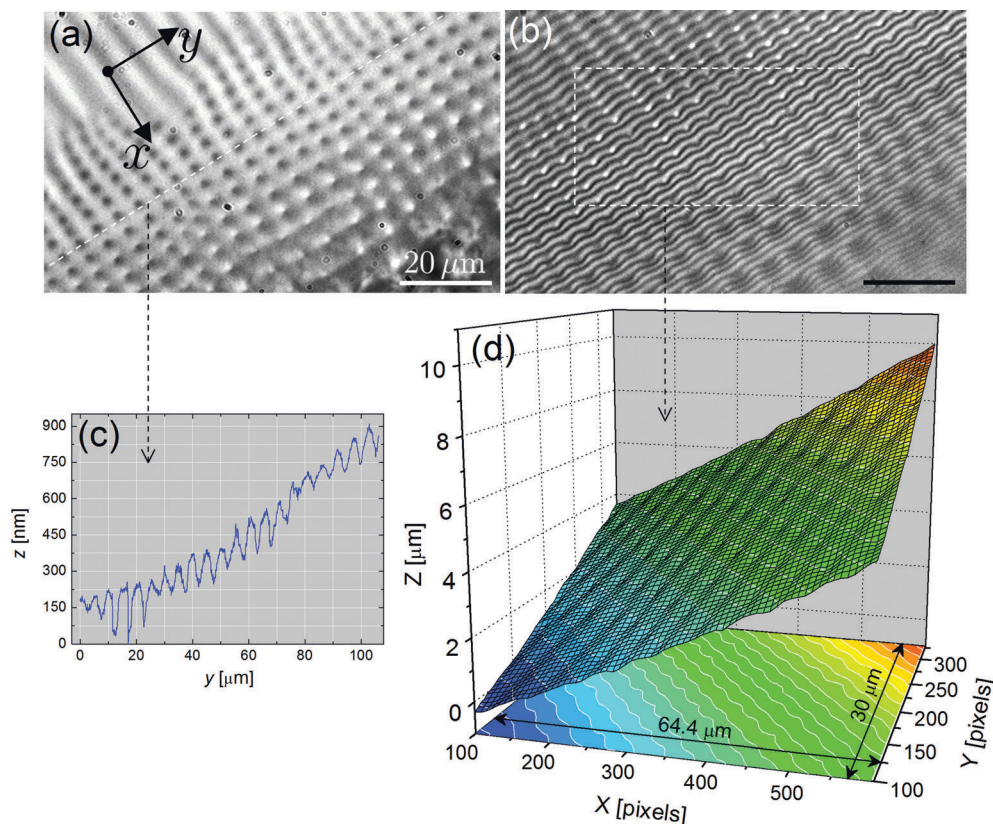 (a)
y
x
20 μm
(b)
(c)
900
750
600
450
300
150
0
z [nm]
0 20 40 60 80 100
y [μm]
(d)
10
8
6
4
2
0
Z [μm]
64.4 μm
30 μm
100 200 300 400 500
X [pixels]
300
250
200
150
100
Y [pixels]